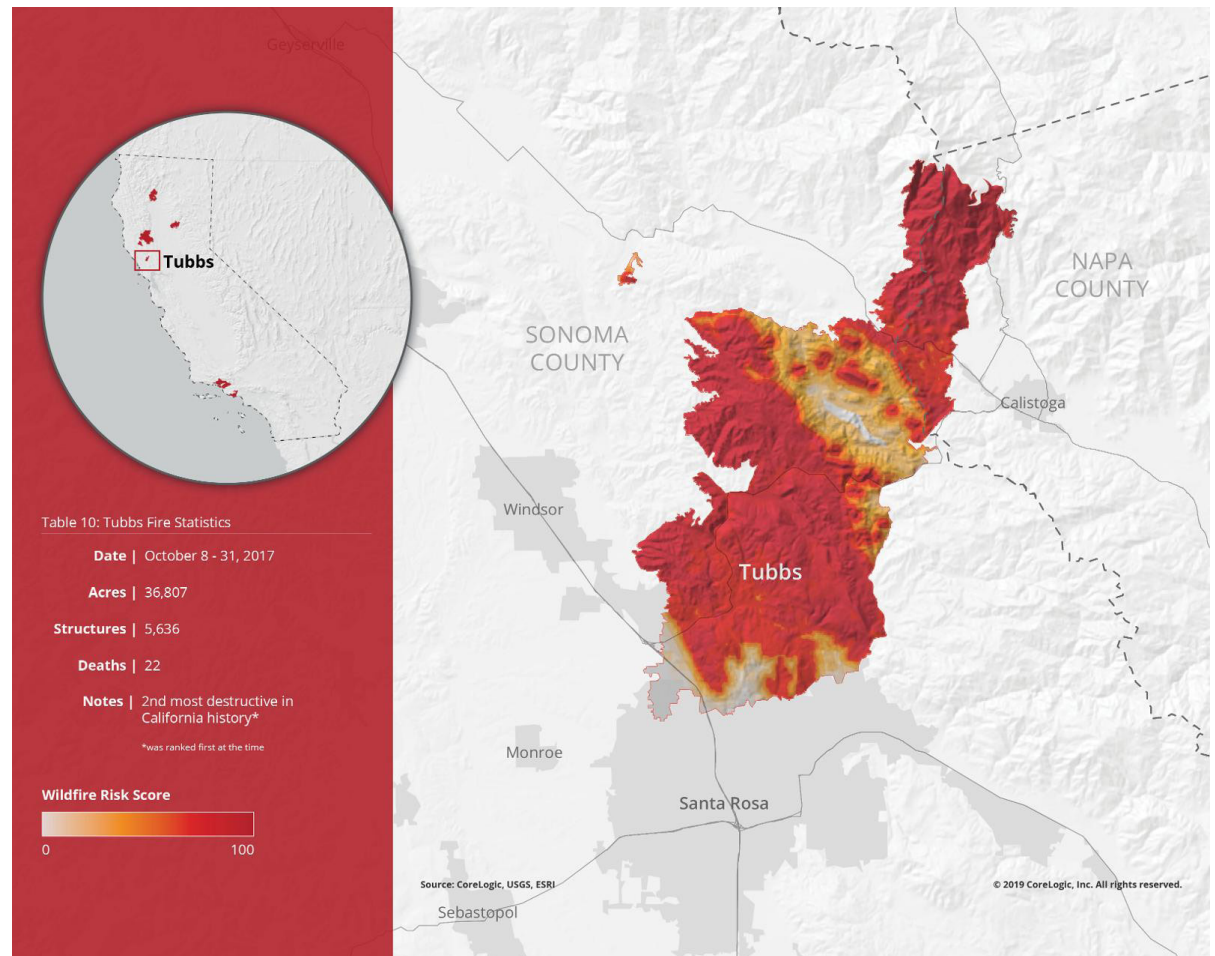 Geyserville
Tubbs
Table 10: Tubbs Fire Statistics
Date | October 8 - 31, 2017
Acres | 36,807
Structures | 5,636
Deaths | 22
Notes | 2nd most destructive in
California history*
*was ranked first at the time
Wildfire Risk Score
0 100
NAPA
COUNTY
SONOMA
COUNTY
Calistoga
Windsor
Tubbs
Monroe
Santa Rosa
Source: CoreLogic, USGS, ESRI
© 2019 CoreLogic, Inc. All rights reserved.
Sebastopol